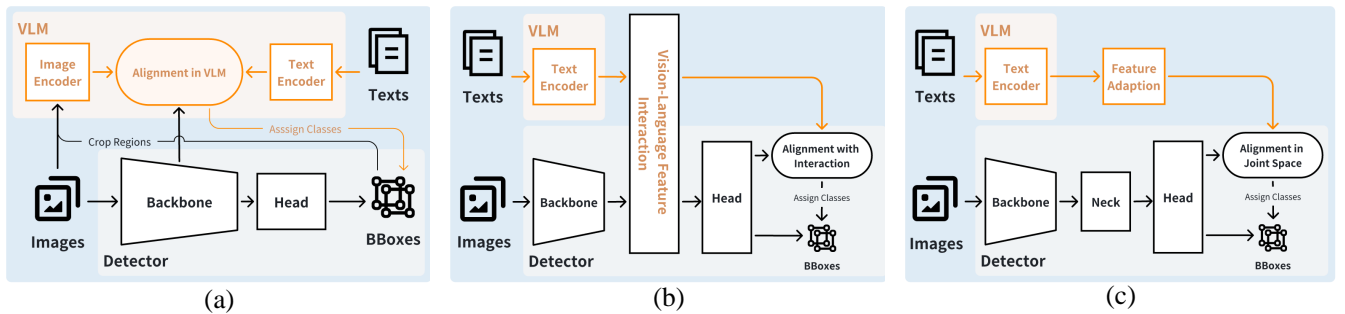 VLM
Image
Encoder
Alignment in VLM
Text
Encoder
Texts
Asssign Classes
Crop Regions
Images
Backbone
Head
BBoxes
Detector
(a)
VLM
Texts
Text
Encoder
Vision-Language Feature
Interaction
Alignment with
Interaction
Images
Backbone
Head
Assign Classes
BBoxes
Detector
(b)
VLM
Texts
Text
Encoder
Feature
Adaption
Alignment in
Joint Space
Images
Backbone
Neck
Head
Assign Classes
BBoxes
Detector
(c)